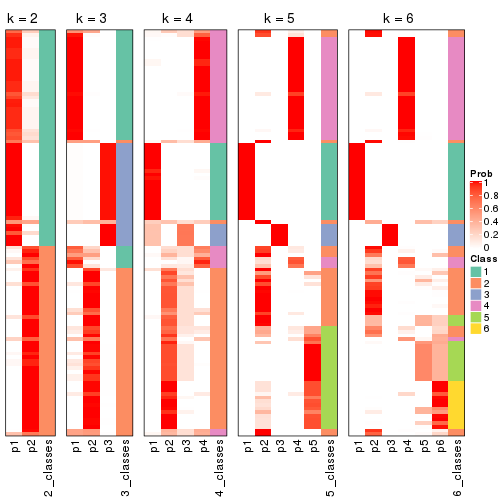 k = 2
k = 3
k = 4
k = 5
k = 6
Prob
1
0.8
0.6
0.4
0.2
0
Class
1
2
3
4
5
6
p1
p2
2_classes
p1
p2
p3
3_classes
p1
p2
p3
p4
4_classes
p1
p2
p3
p4
p5
5_classes
p1
p2
p3
p4
p5
p6
6_classes